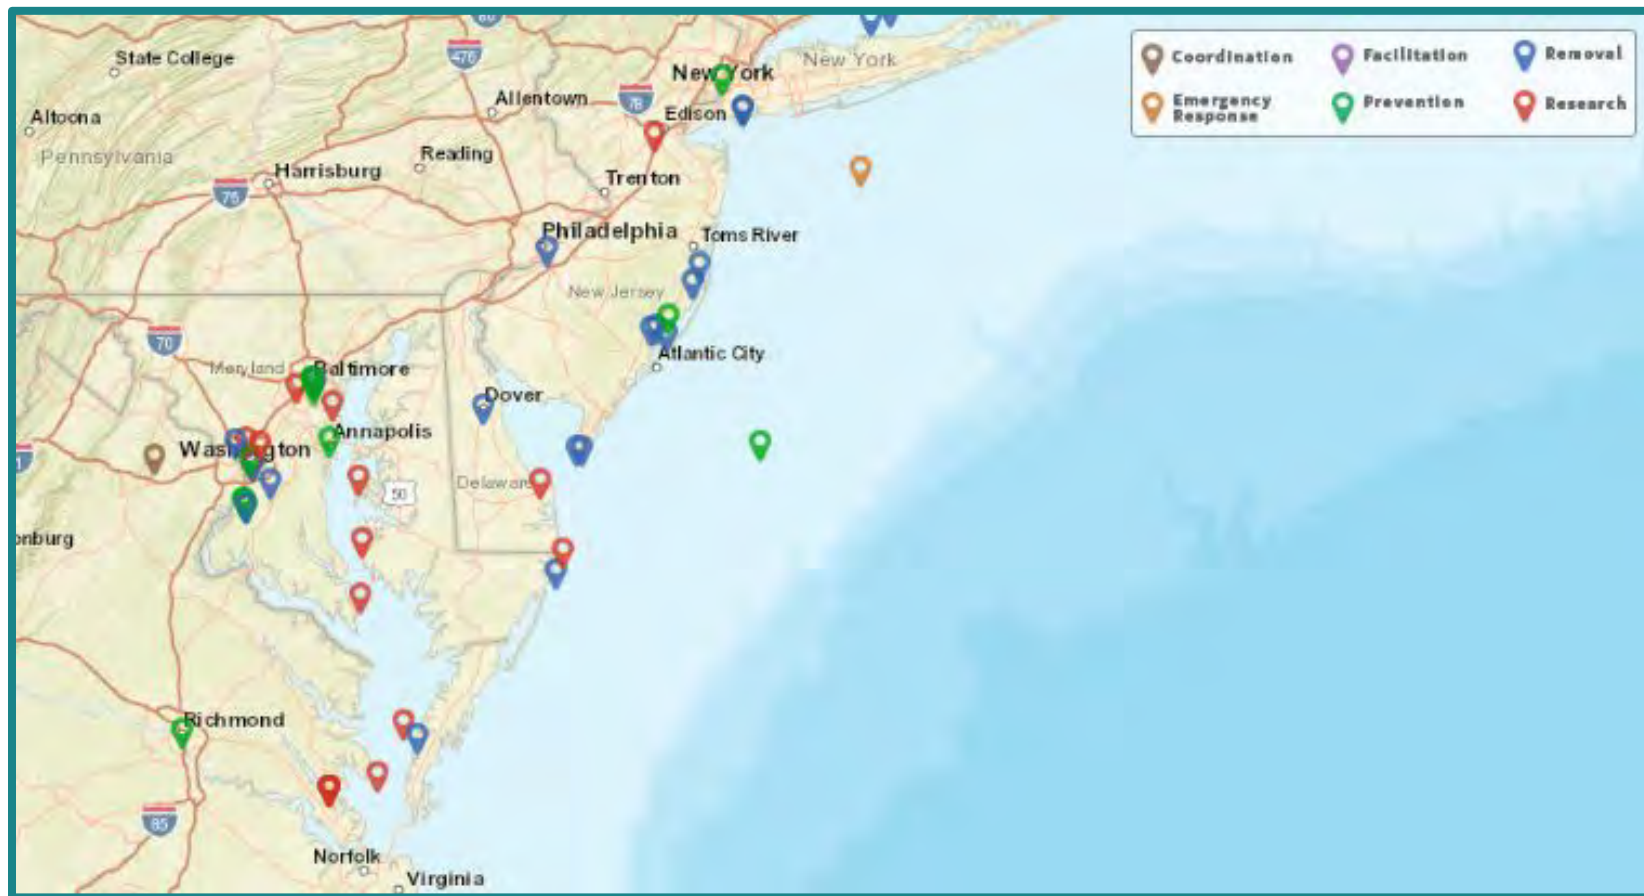 80
State College
476
New York
New York
Coordination
Facilitation
Removal
Allentown
78
Edison
Emergency
Response
Prevention
Research
Altoona
Pennsylvania
Reading
Harrisburg
76
Trenton
Philadelphia
Toms River
New Jersey
70
Atlantic City
Maryland
Baltimore
Dover
Annapolis
Washington
50
Delaware
onburg
Richmond
85
Norfolk
Virginia